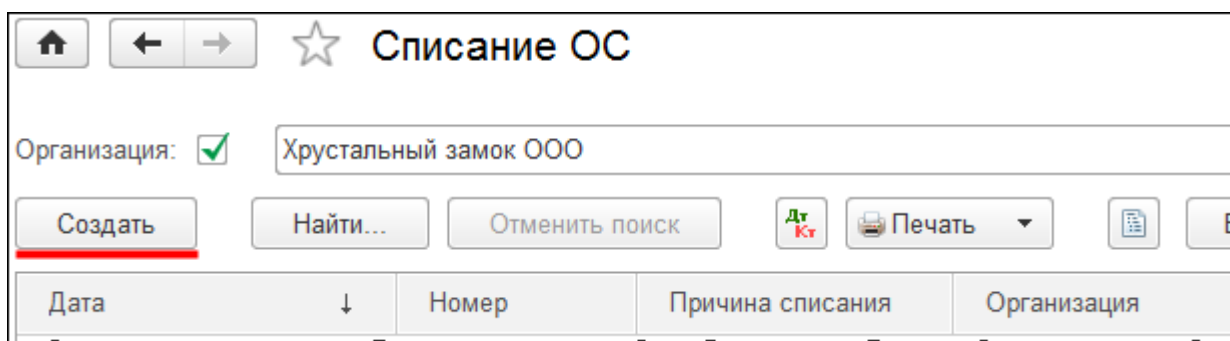 Списание ОС
Организация: Хрустальный замок ООО
Создать Найти... Отменить поиск Дт Кт Печать
Дата ↓ Номер Причина списания Организация